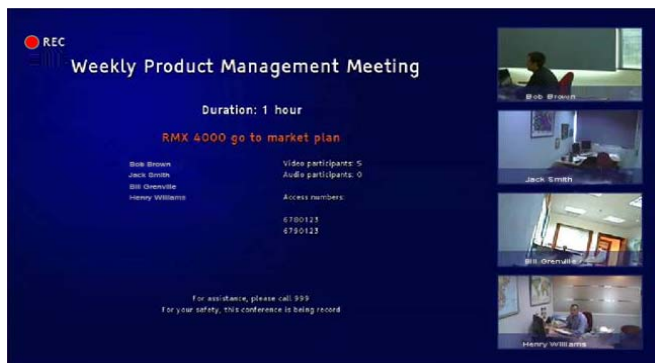 REC
Weekly Product Management Meeting
Duration: 1 hour
RMX 4000 go to market plan
Bob Brown
Jack Smith
Bill Grenville
Henry Williams
Video participants: 5
Audio participants: 0
Access numbers:
6780123
6790123
For assistance, please call 999
For your safety, this conference is being record
Bob Brown
Jack Smith
Bill Grenville
Henry Williams